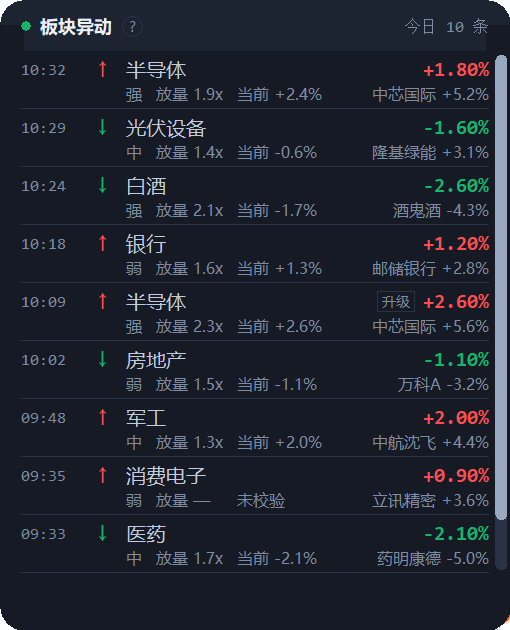 板块异动 ? 今日 10 条
10:32 ↑ 半导体 +1.80%
强 放量 1.9x 当前 +2.4% 中芯国际 +5.2%
10:29 ↓ 光伏设备 -1.60%
中 放量 1.4x 当前 -0.6% 隆基绿能 +3.1%
10:24 ↓ 白酒 -2.60%
强 放量 2.1x 当前 -1.7% 酒鬼酒 -4.3%
10:18 ↑ 银行 +1.20%
弱 放量 1.6x 当前 +1.3% 邮储银行 +2.8%
10:09 ↑ 半导体 升级 +2.60%
强 放量 2.3x 当前 +2.6% 中芯国际 +5.6%
10:02 ↓ 房地产 -1.10%
弱 放量 1.5x 当前 -1.1% 万科A -3.2%
09:48 ↑ 军工 +2.00%
中 放量 1.3x 当前 +2.0% 中航沈飞 +4.4%
09:35 ↑ 消费电子 +0.90%
弱 放量 — 未校验 立讯精密 +3.6%
09:33 ↓ 医药 -2.10%
中 放量 1.7x 当前 -2.1% 药明康德 -5.0%